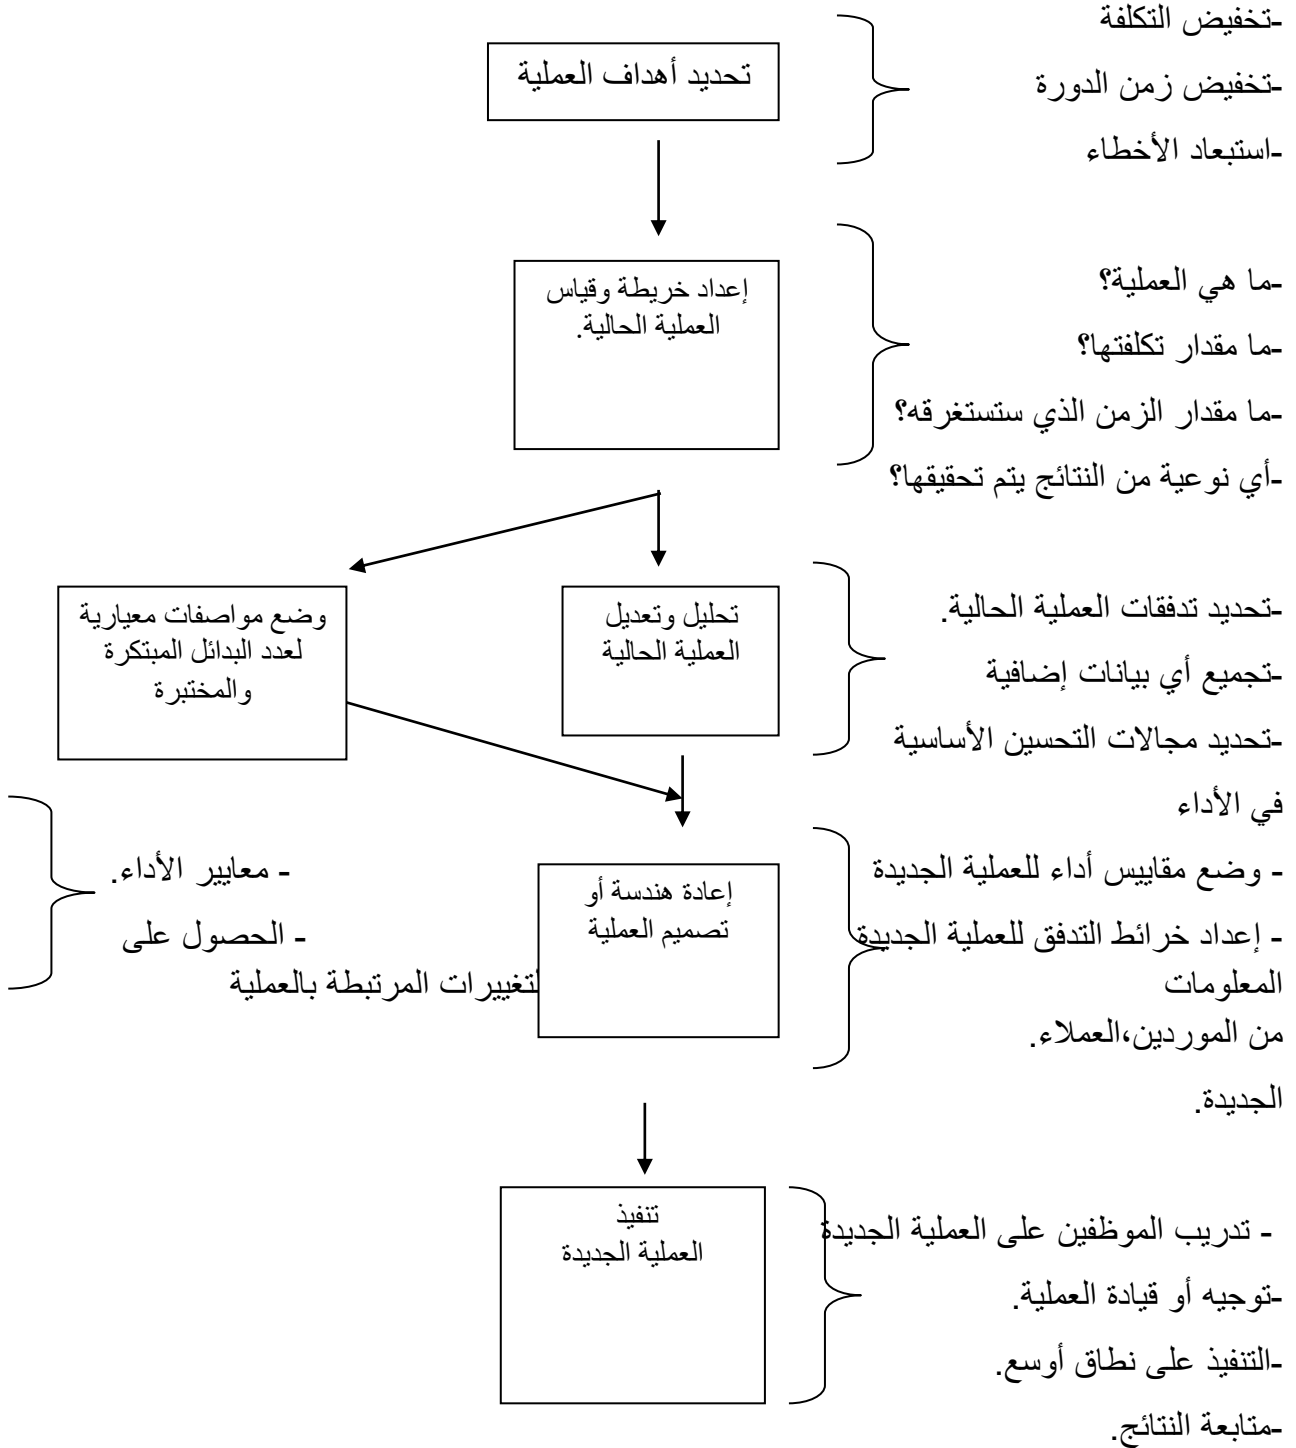 -تخفيض التكلفة
تحديد أهداف العملية
-تخفيض زمن الدورة
-استبعاد الأخطاء
-ما هي العملية؟
إعداد خريطة وقياس
العملية الحالية.
-ما مقدار تكلفتها؟
-ما مقدار الزمن الذي ستستغرقه؟
-أي نوعية من النتائج يتم تحقيقها؟
-تحديد تدفقات العملية الحالية.
-تجميع أي بيانات إضافية
-تحديد مجالات التحسين الأساسية
في الأداء
تحليل وتعديل
العملية الحالية
وضع مواصفات معيارية
لعدد البدائل المبتكرة
والمختبرة
- وضع مقاييس أداء للعملية الجديدة
- معايير الأداء.
- إعداد خرائط التدفق للعملية الجديدة
- الحصول على
المعلومات
لتغييرات المرتبطة بالعملية
من الموردين،العملاء.
الجديدة.
إعادة هندسة أو
تصميم العملية
- تدريب الموظفين على العملية الجديدة
-توجيه أو قيادة العملية.
-التنفيذ على نطاق أوسع.
-متابعة النتائج.
تنفيذ
العملية الجديدة